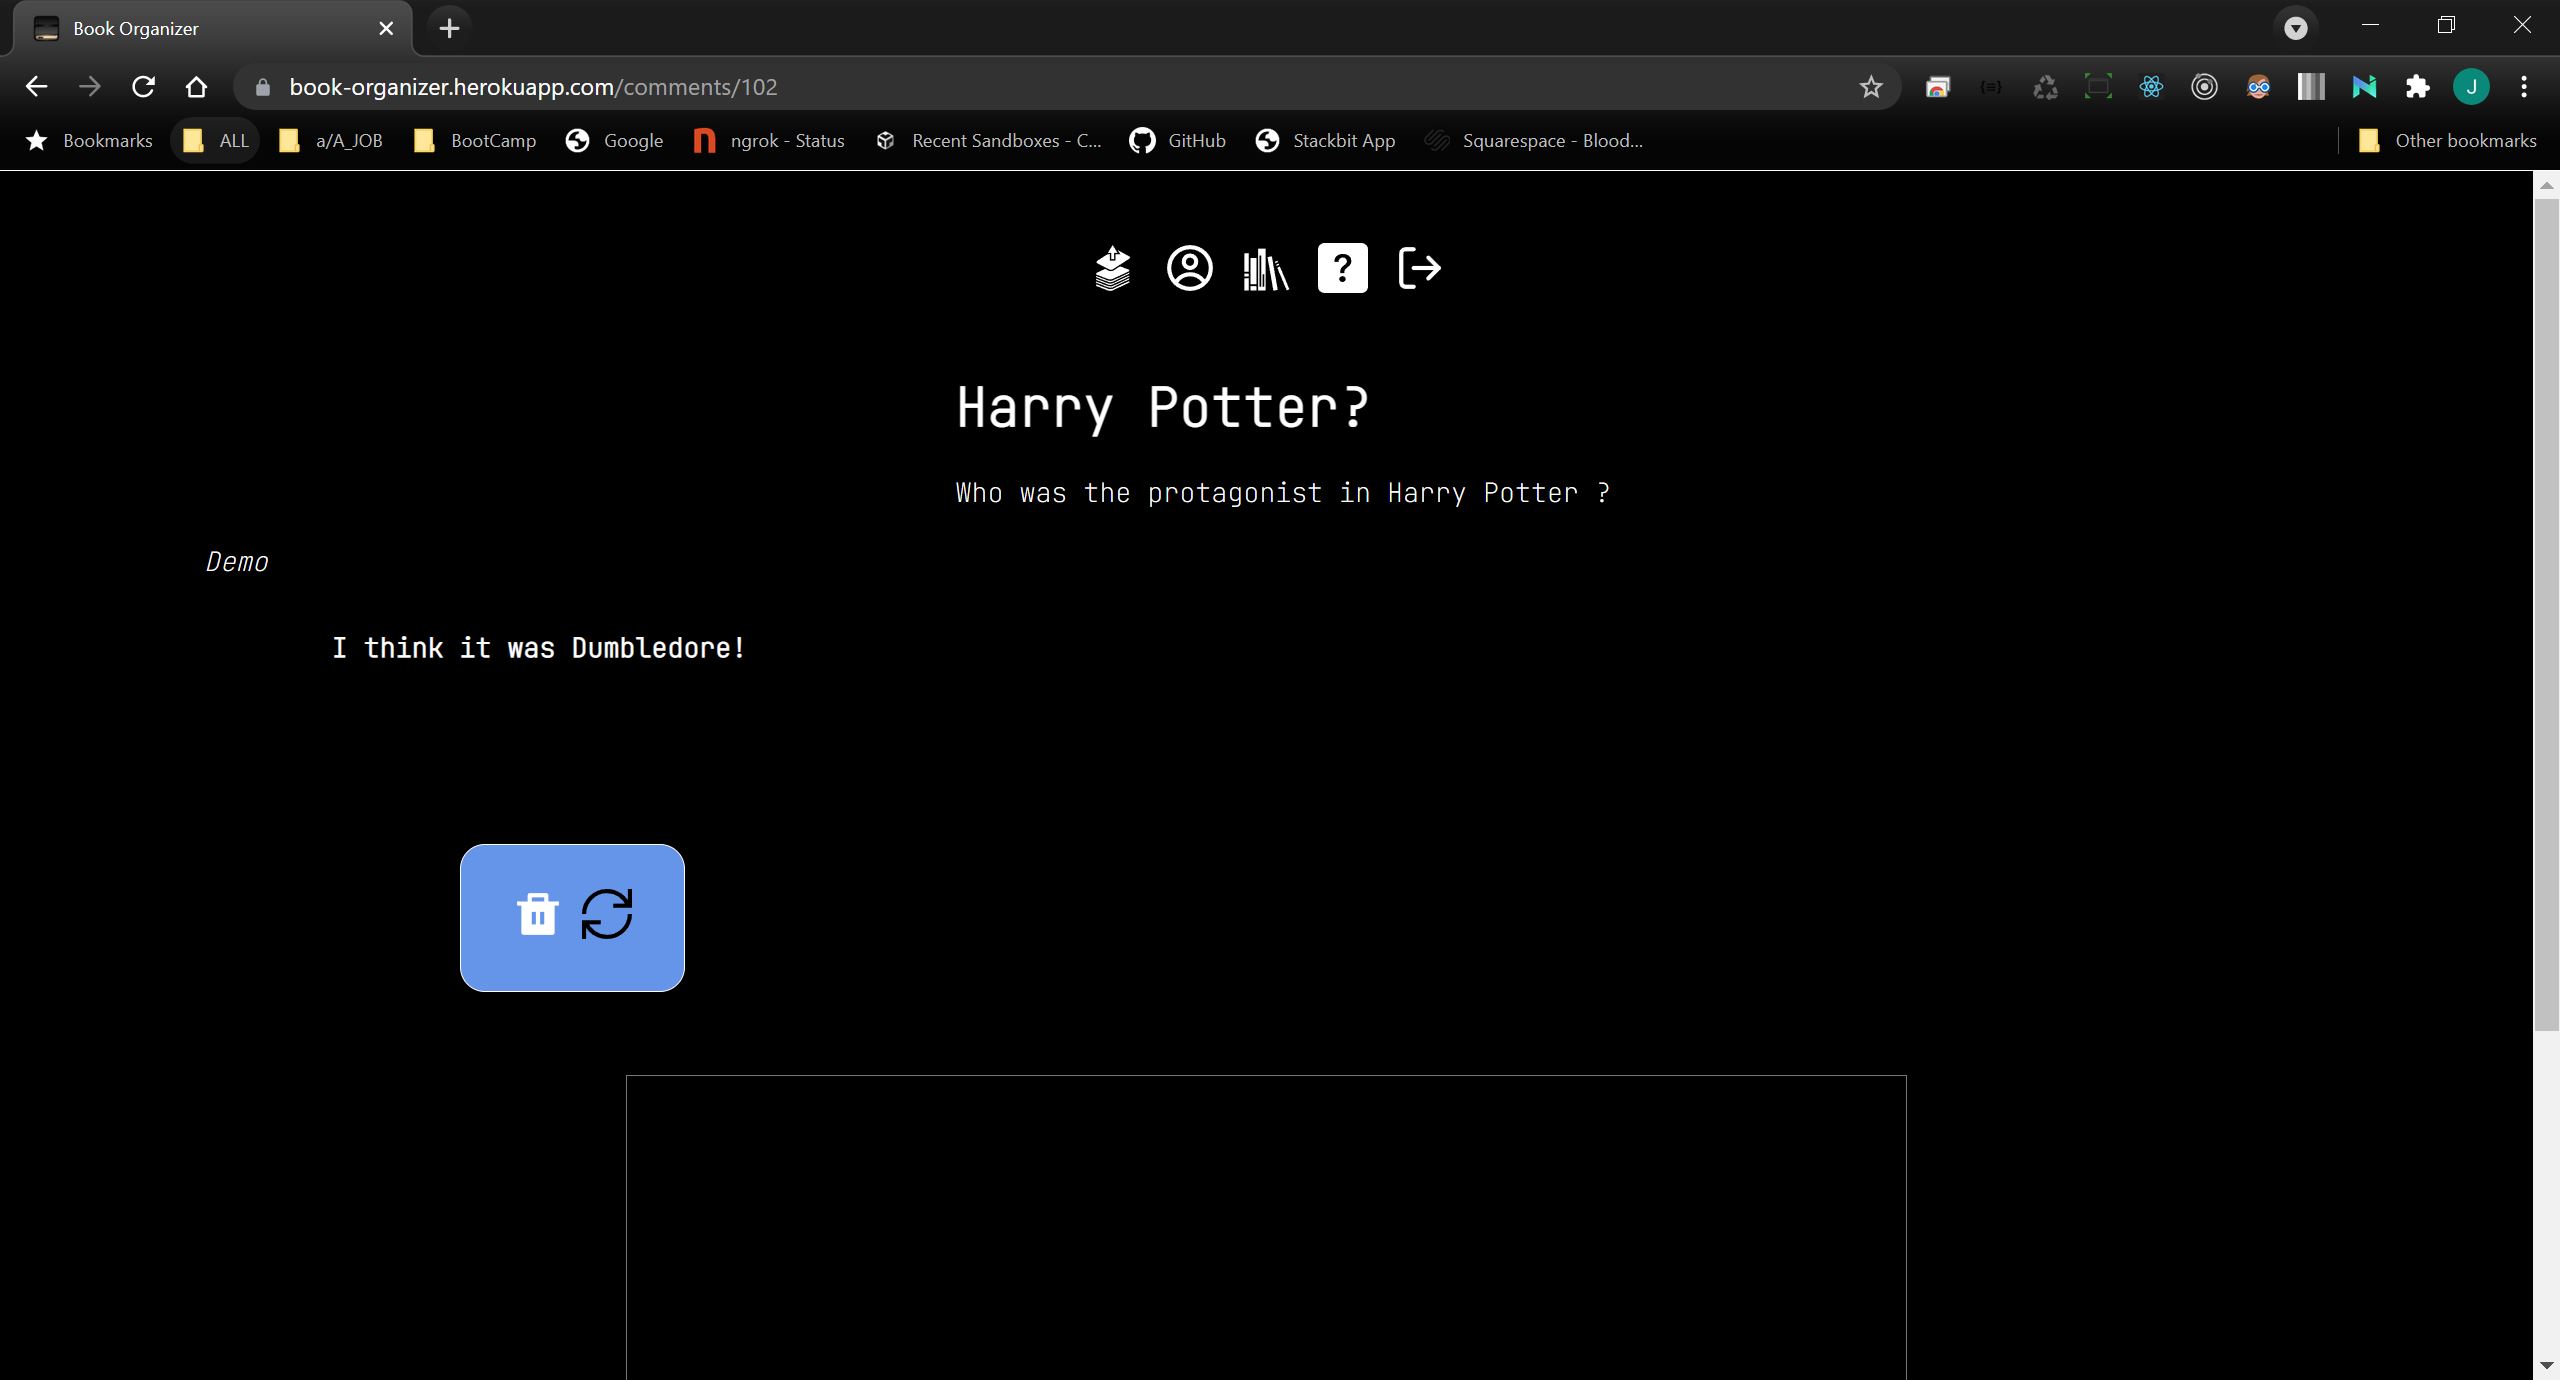 Book Organizer
book-organizer.herokuapp.com/comments/102
J
Bookmarks ALL a/A_JOB BootCamp Google ngrok - Status Recent Sandboxes - C... GitHub Stackbit App Squarespace - Blood... Other bookmarks
?
Harry Potter?
Who was the protagonist in Harry Potter ?
Demo
I think it was Dumbledore!